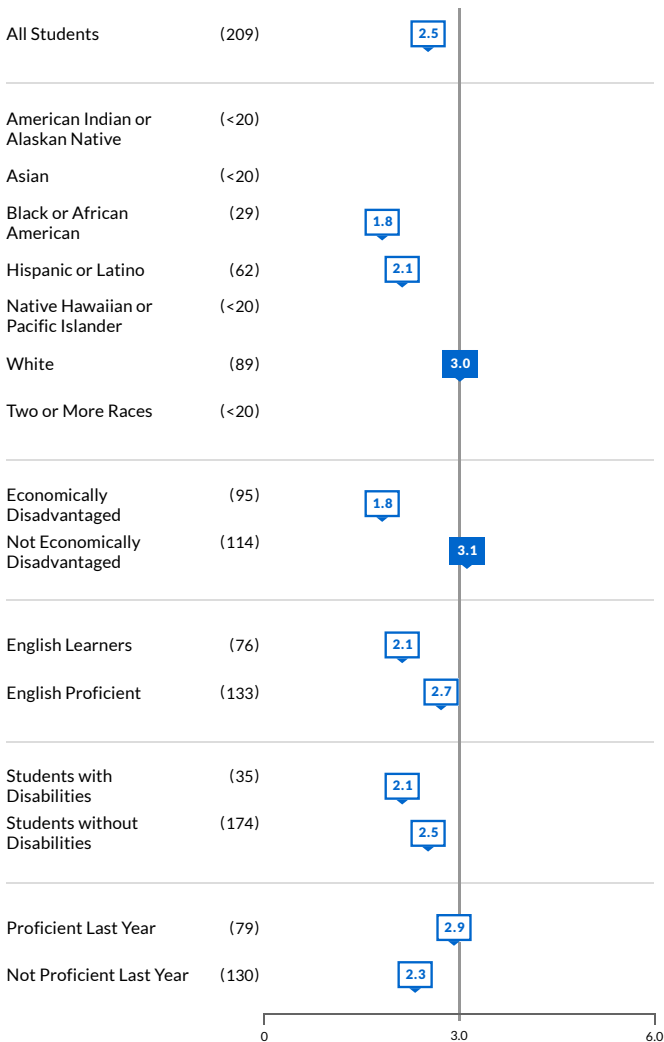 All Students (209) 2.5
American Indian or (<20)
Alaskan Native
Asian (<20)
Black or African (29) 1.8
American
Hispanic or Latino (62) 2.1
Native Hawaiian or (<20)
Pacific Islander
White (89) 3.0
Two or More Races (<20)
Economically (95) 1.8
Disadvantaged
Not Economically (114) 3.1
Disadvantaged
English Learners (76) 2.1
English Proficient (133) 2.7
Students with (35) 2.1
Disabilities
Students without (174) 2.5
Disabilities
Proficient Last Year (79) 2.9
Not Proficient Last Year (130) 2.3
0 3.0 6.0